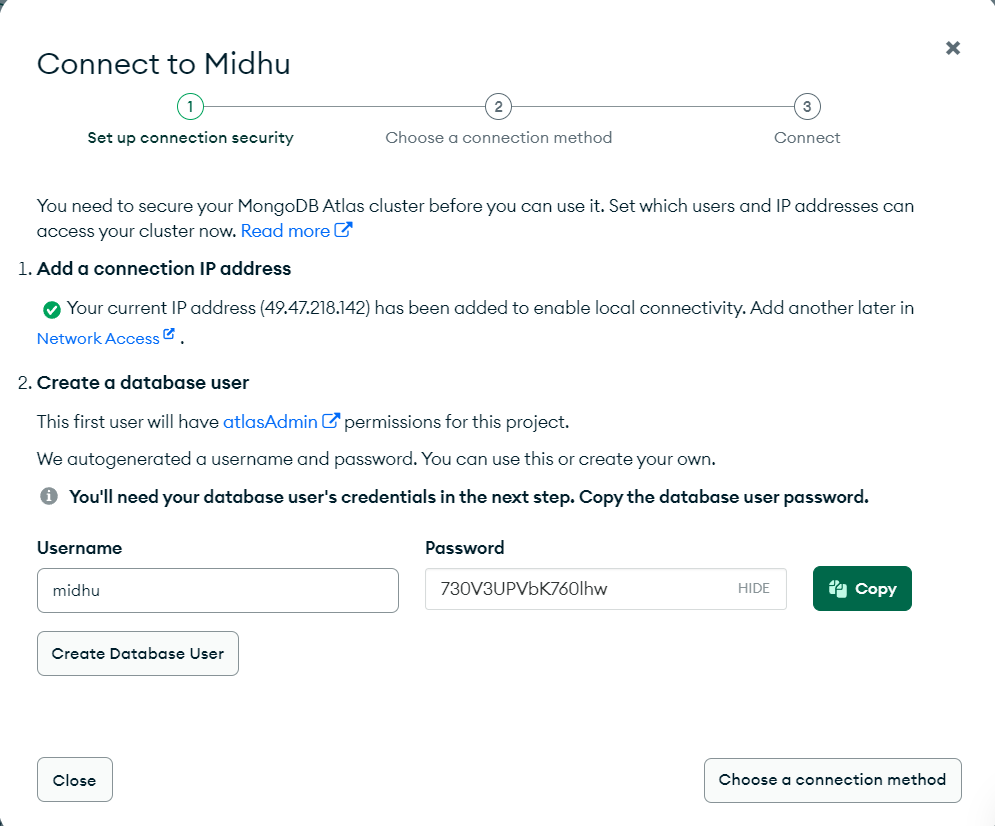 Connect to Midhu
1 2 3
Set up connection security Choose a connection method Connect
You need to secure your MongoDB Atlas cluster before you can use it. Set which users and IP addresses can
access your cluster now. Read more
1. Add a connection IP address
Your current IP address (49.47.218.142) has been added to enable local connectivity. Add another later in
Network Access .
2. Create a database user
This first user will have atlasAdmin permissions for this project.
We autogenerated a username and password. You can use this or create your own.
You'll need your database user's credentials in the next step. Copy the database user password.
Username Password
midhu 730V3UPVbK760lhw HIDE Copy
Create Database User
Close Choose a connection method